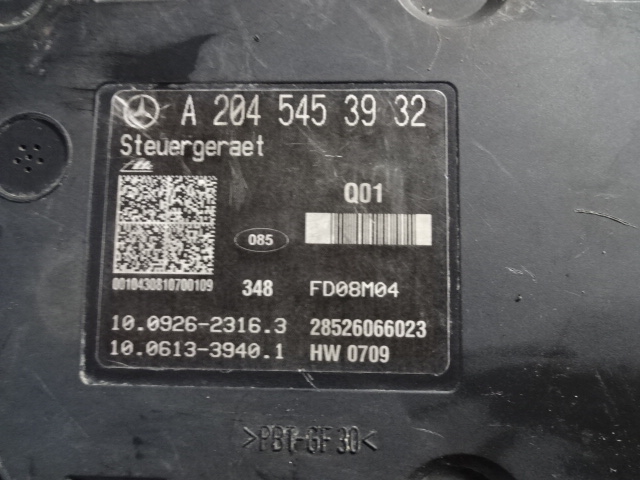 A 204 545 39 32
Steuergeraet
Q01
085
0010430810700109
348 FD08M04
10.0926-2316.3 28526066023
10.0613-3940.1 HW 0709
>PBT-GF30<